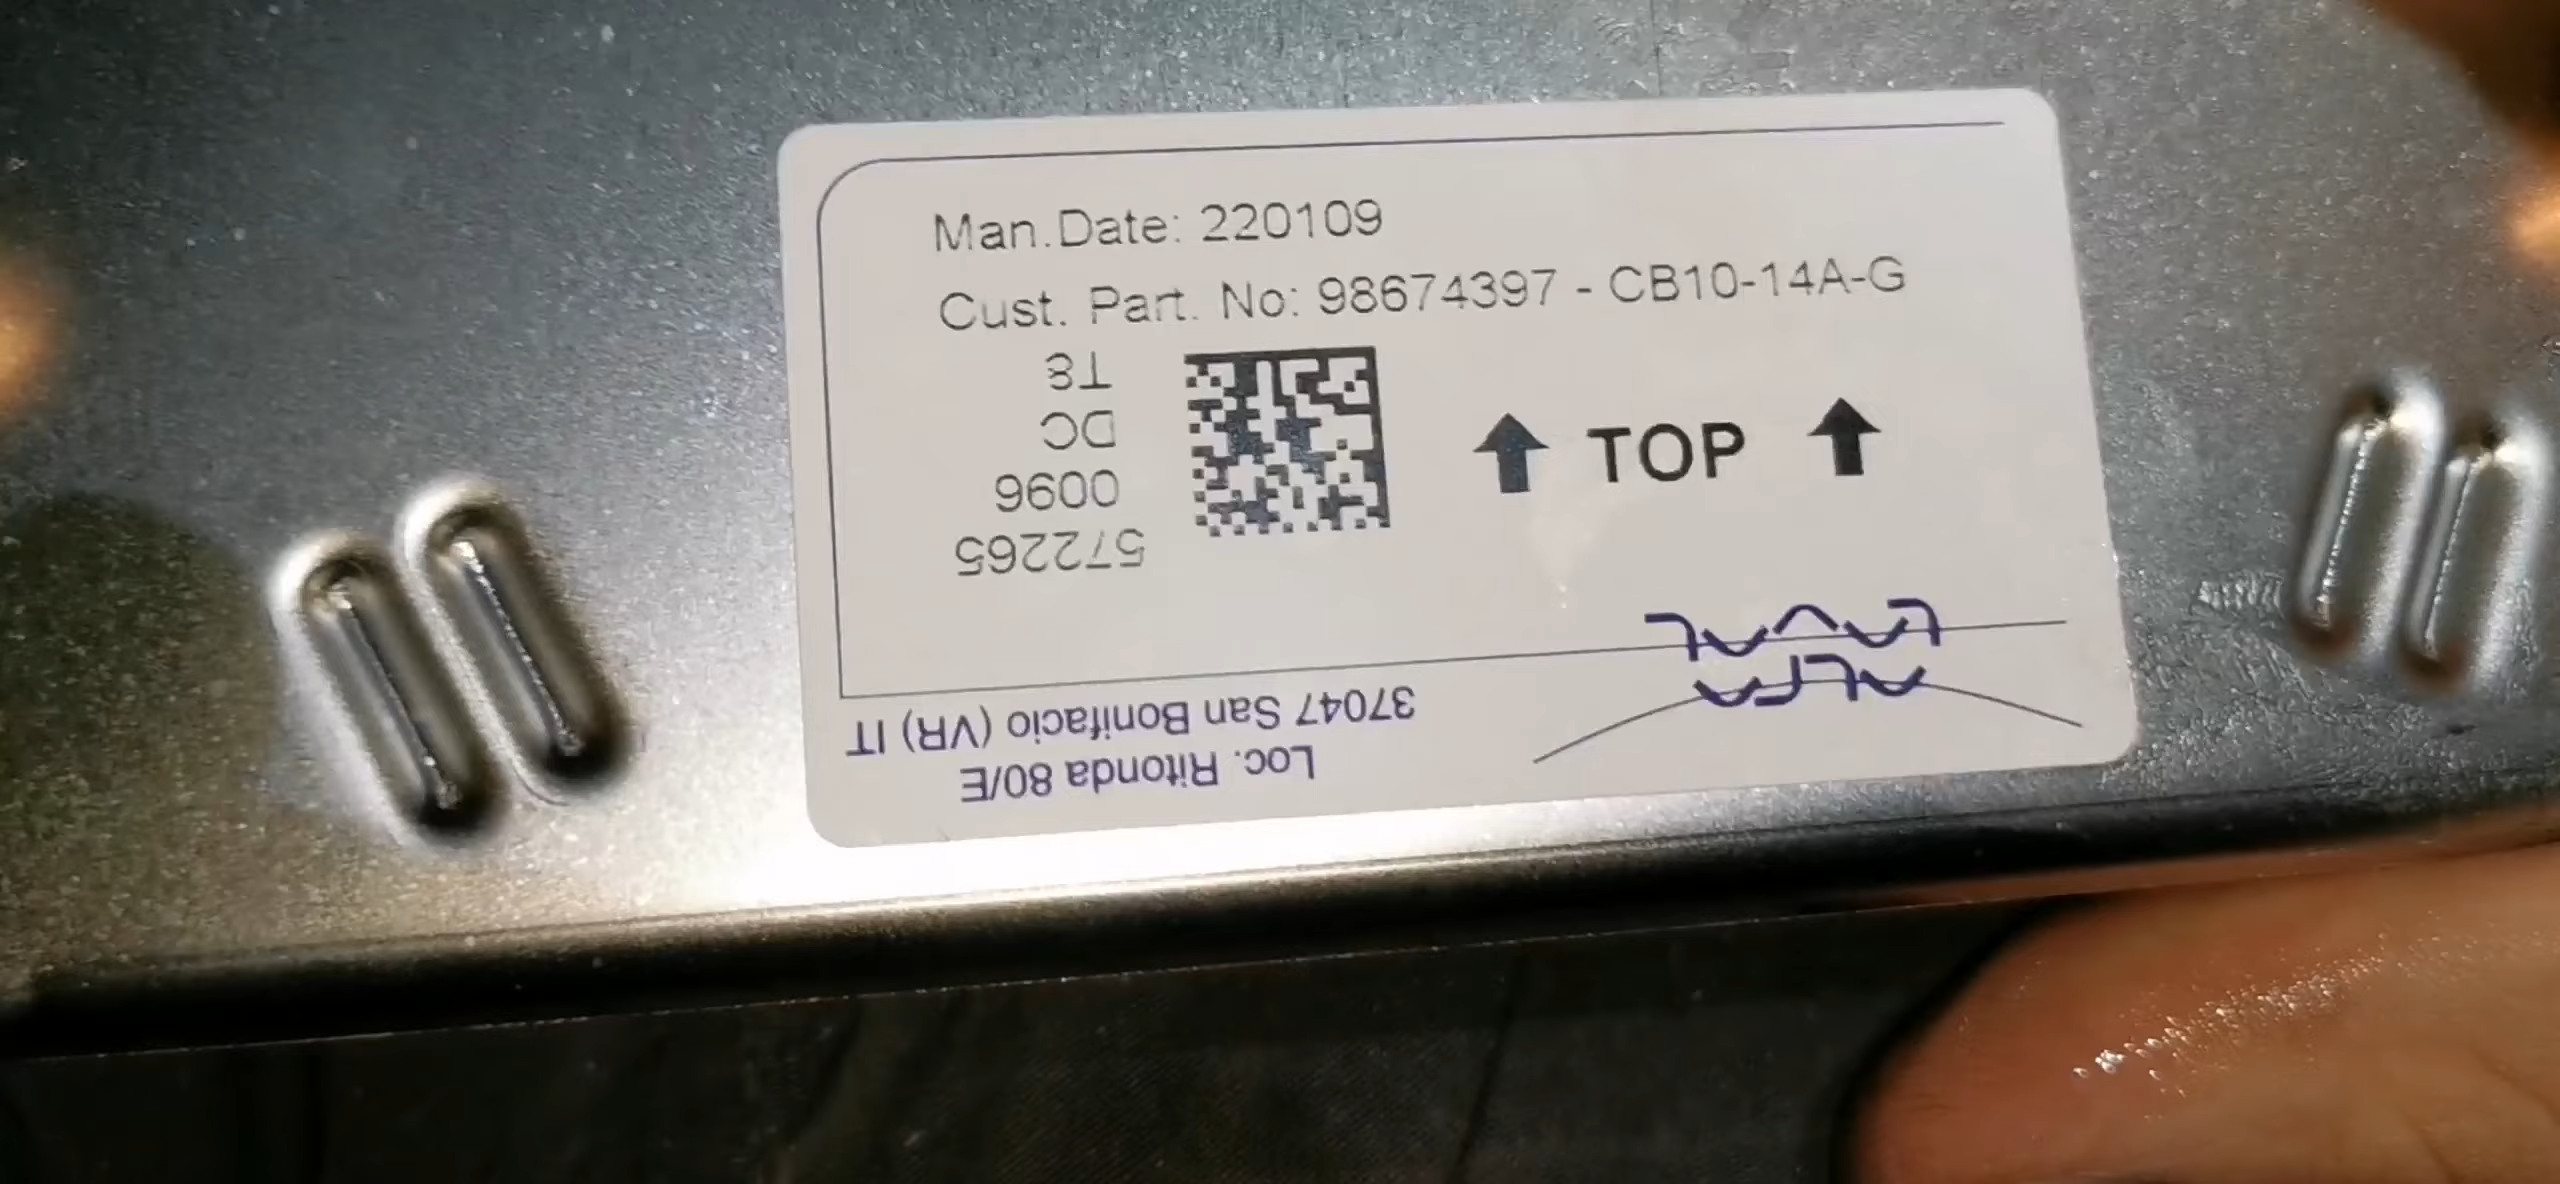 Man.Date: 220109
Cust. Part. No: 98674397 - CB10-14A-G
T8
DC
0096
572265
TOP
ALFA
LAVAL
Loc. Ritonda 80/E
37047 San Bonifacio (VR) IT